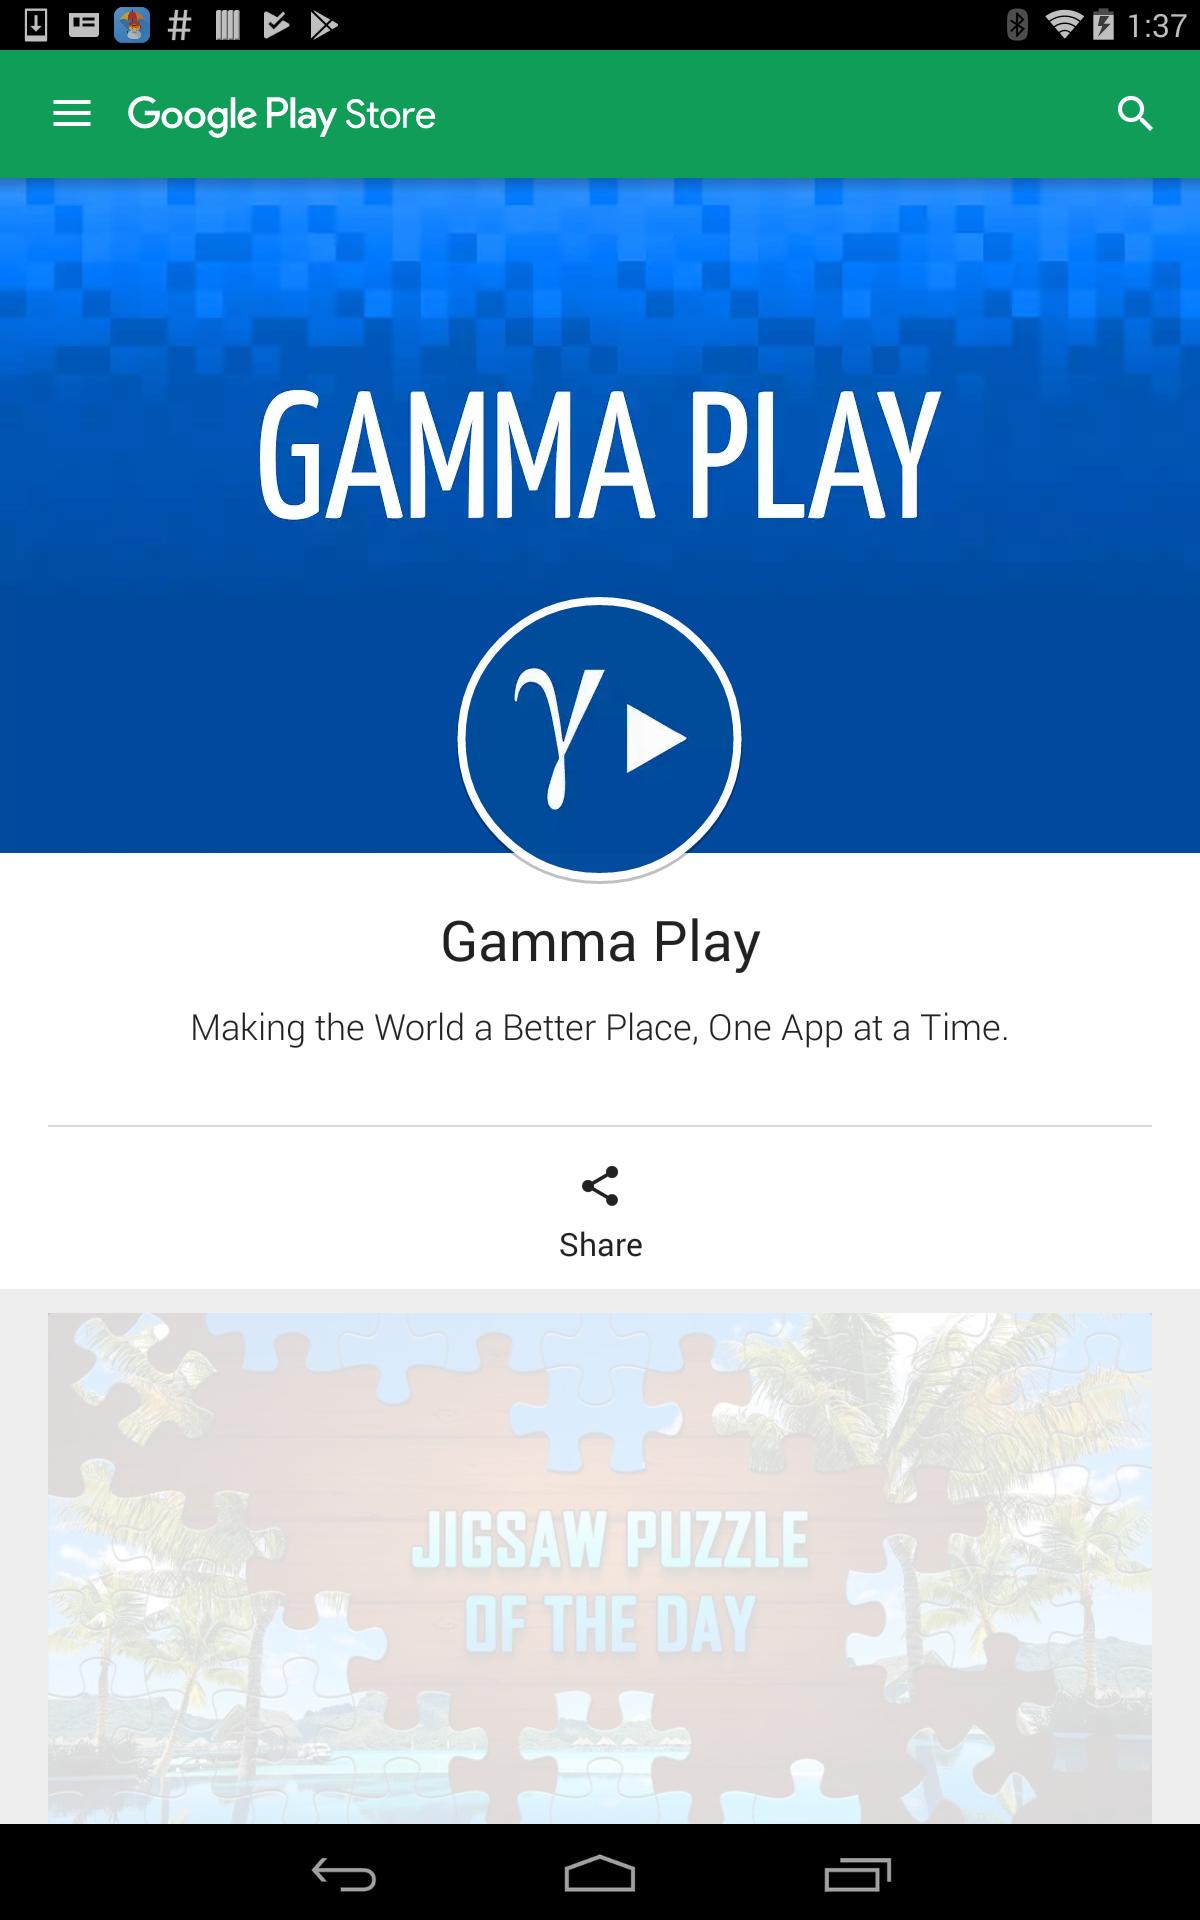 1:37
Google Play Store
GAMMA PLAY
γ
Gamma Play
Making the World a Better Place, One App at a Time.
Share
JIGSAW PUZZLE
OF THE DAY